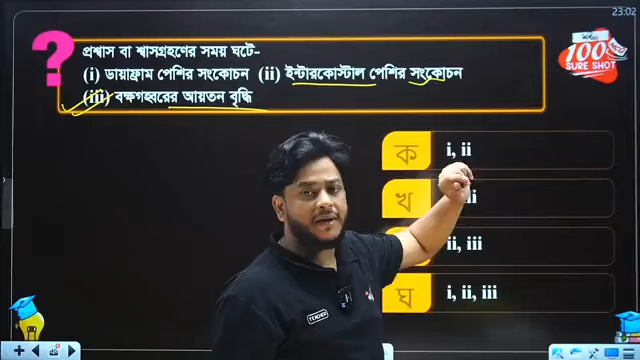 23:02
প্রশ্বাস বা শ্বাসগ্রহণের সময় ঘটে-
(i) ডায়াফ্রাম পেশির সংকোচন (ii) ইন্টারকোস্টাল পেশির সংকোচন
(iii) বক্ষগহ্বরের আয়তন বৃদ্ধি
100
SURE SHOT
ক i, ii
খ
ii, iii
ঘ i, ii, iii
TEACHER